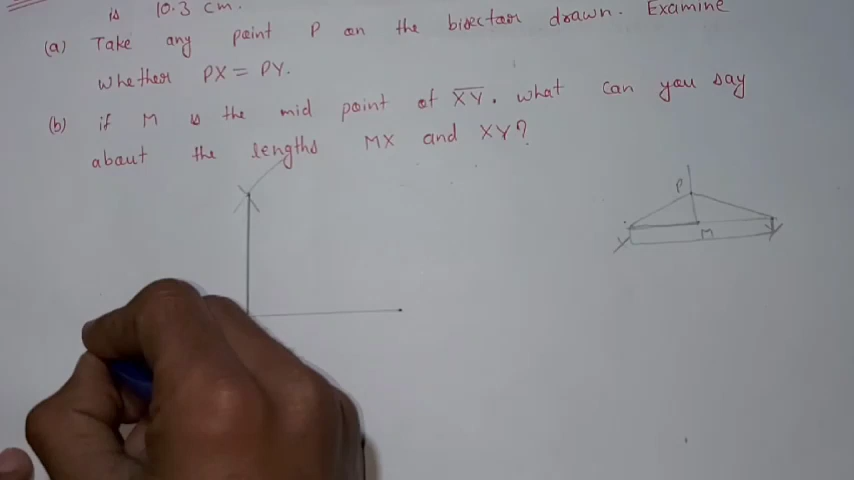 is 10.3 cm.
(a) Take any point P on the bisector drawn. Examine
whether PX = PY.
(b) if M is the mid point of XY. what can you say
about the lengths MX and XY?
P
X M Y